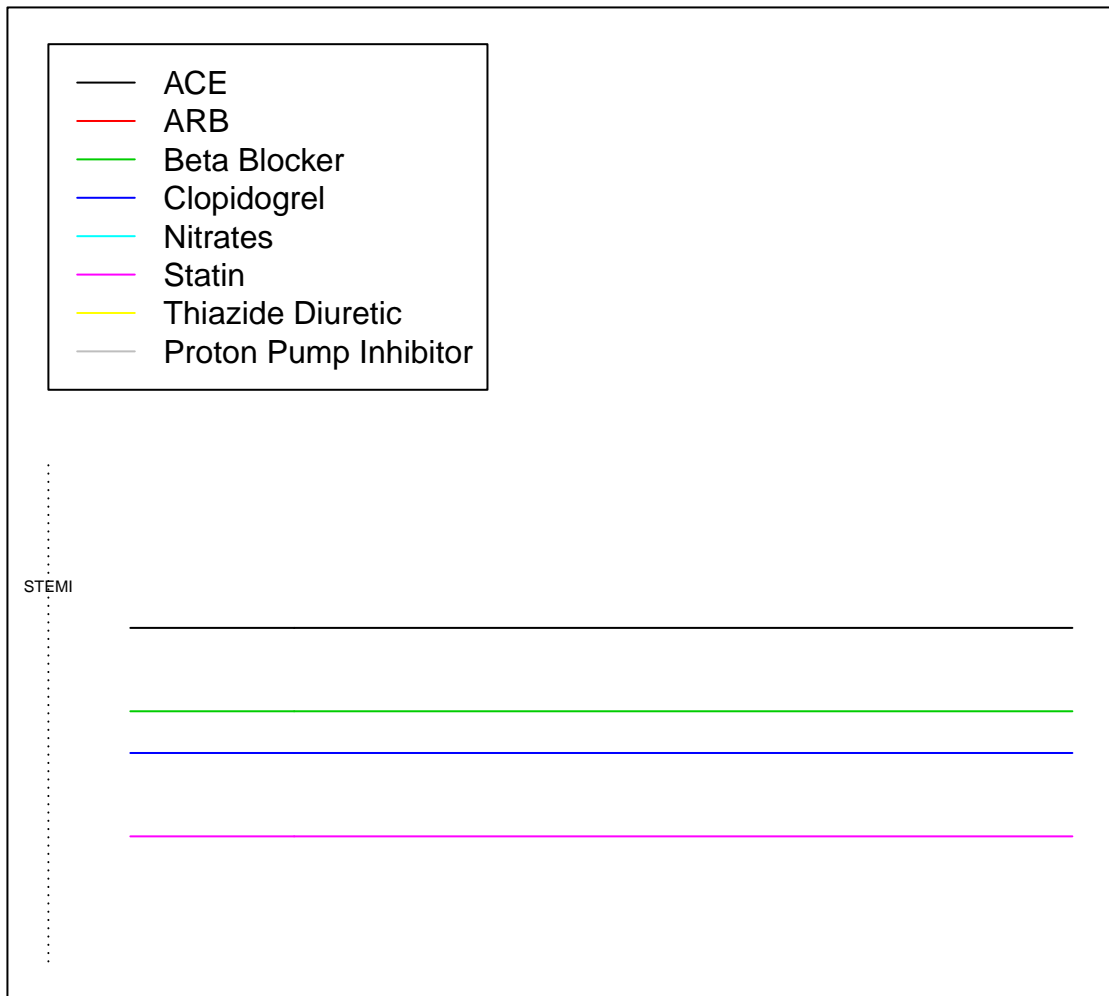 ACE
ARB
Beta Blocker
Clopidogrel
Nitrates
Statin
Thiazide Diuretic
Proton Pump Inhibitor
STEMI